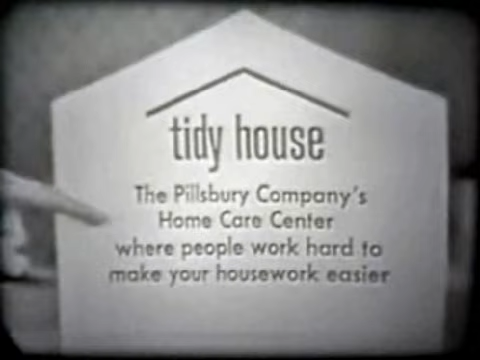 tidy house
The Pillsbury Company's
Home Care Center
where people work hard to
make your housework easier